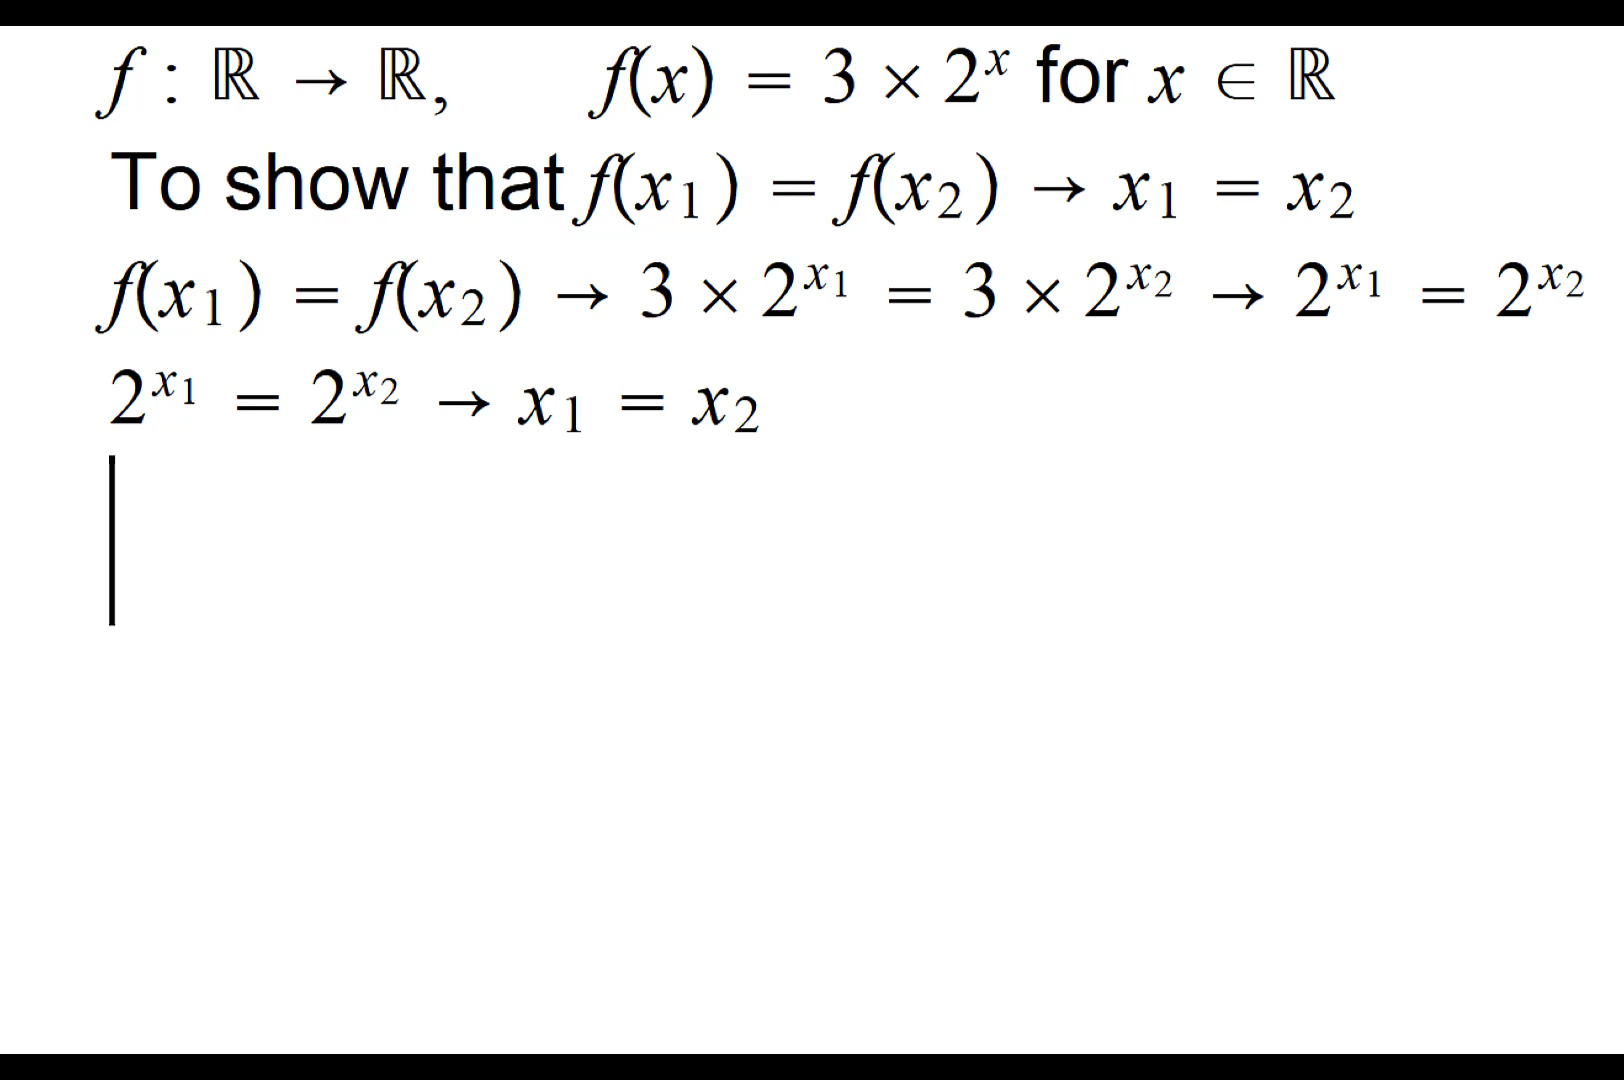 f : ℝ → ℝ, f(x) = 3 × 2ˣ for x ∈ ℝ
To show that f(x₁) = f(x₂) → x₁ = x₂
f(x₁) = f(x₂) → 3 × 2^{x₁} = 3 × 2^{x₂} → 2^{x₁} = 2^{x₂}
2^{x₁} = 2^{x₂} → x₁ = x₂